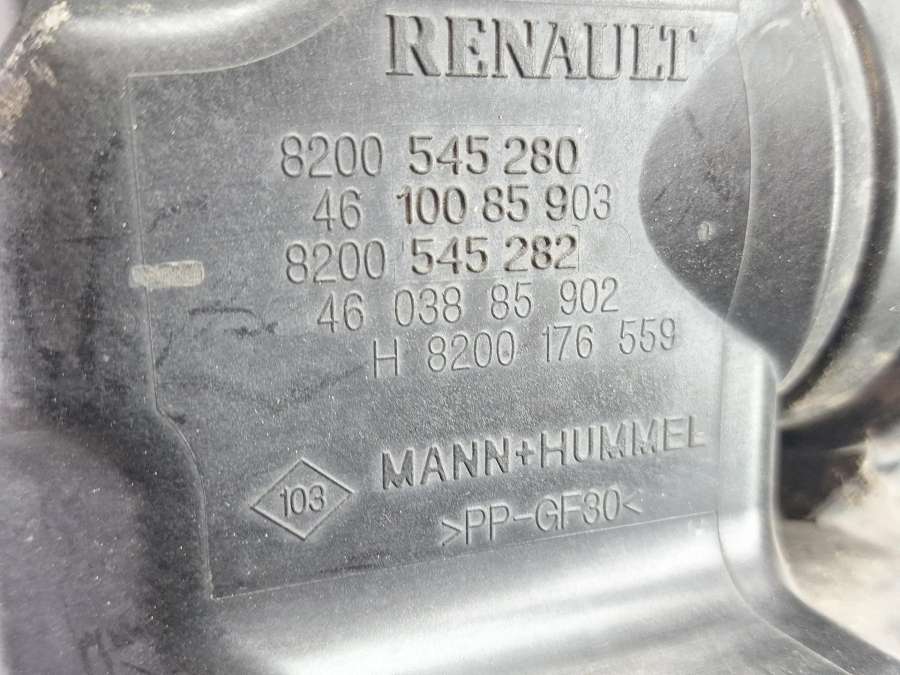 RENAULT
8200 545 280
46 100 85 903
8200 545 282
46 038 85 902
H 8200 176 559
MANN+HUMMEL
103
>PP-GF30<